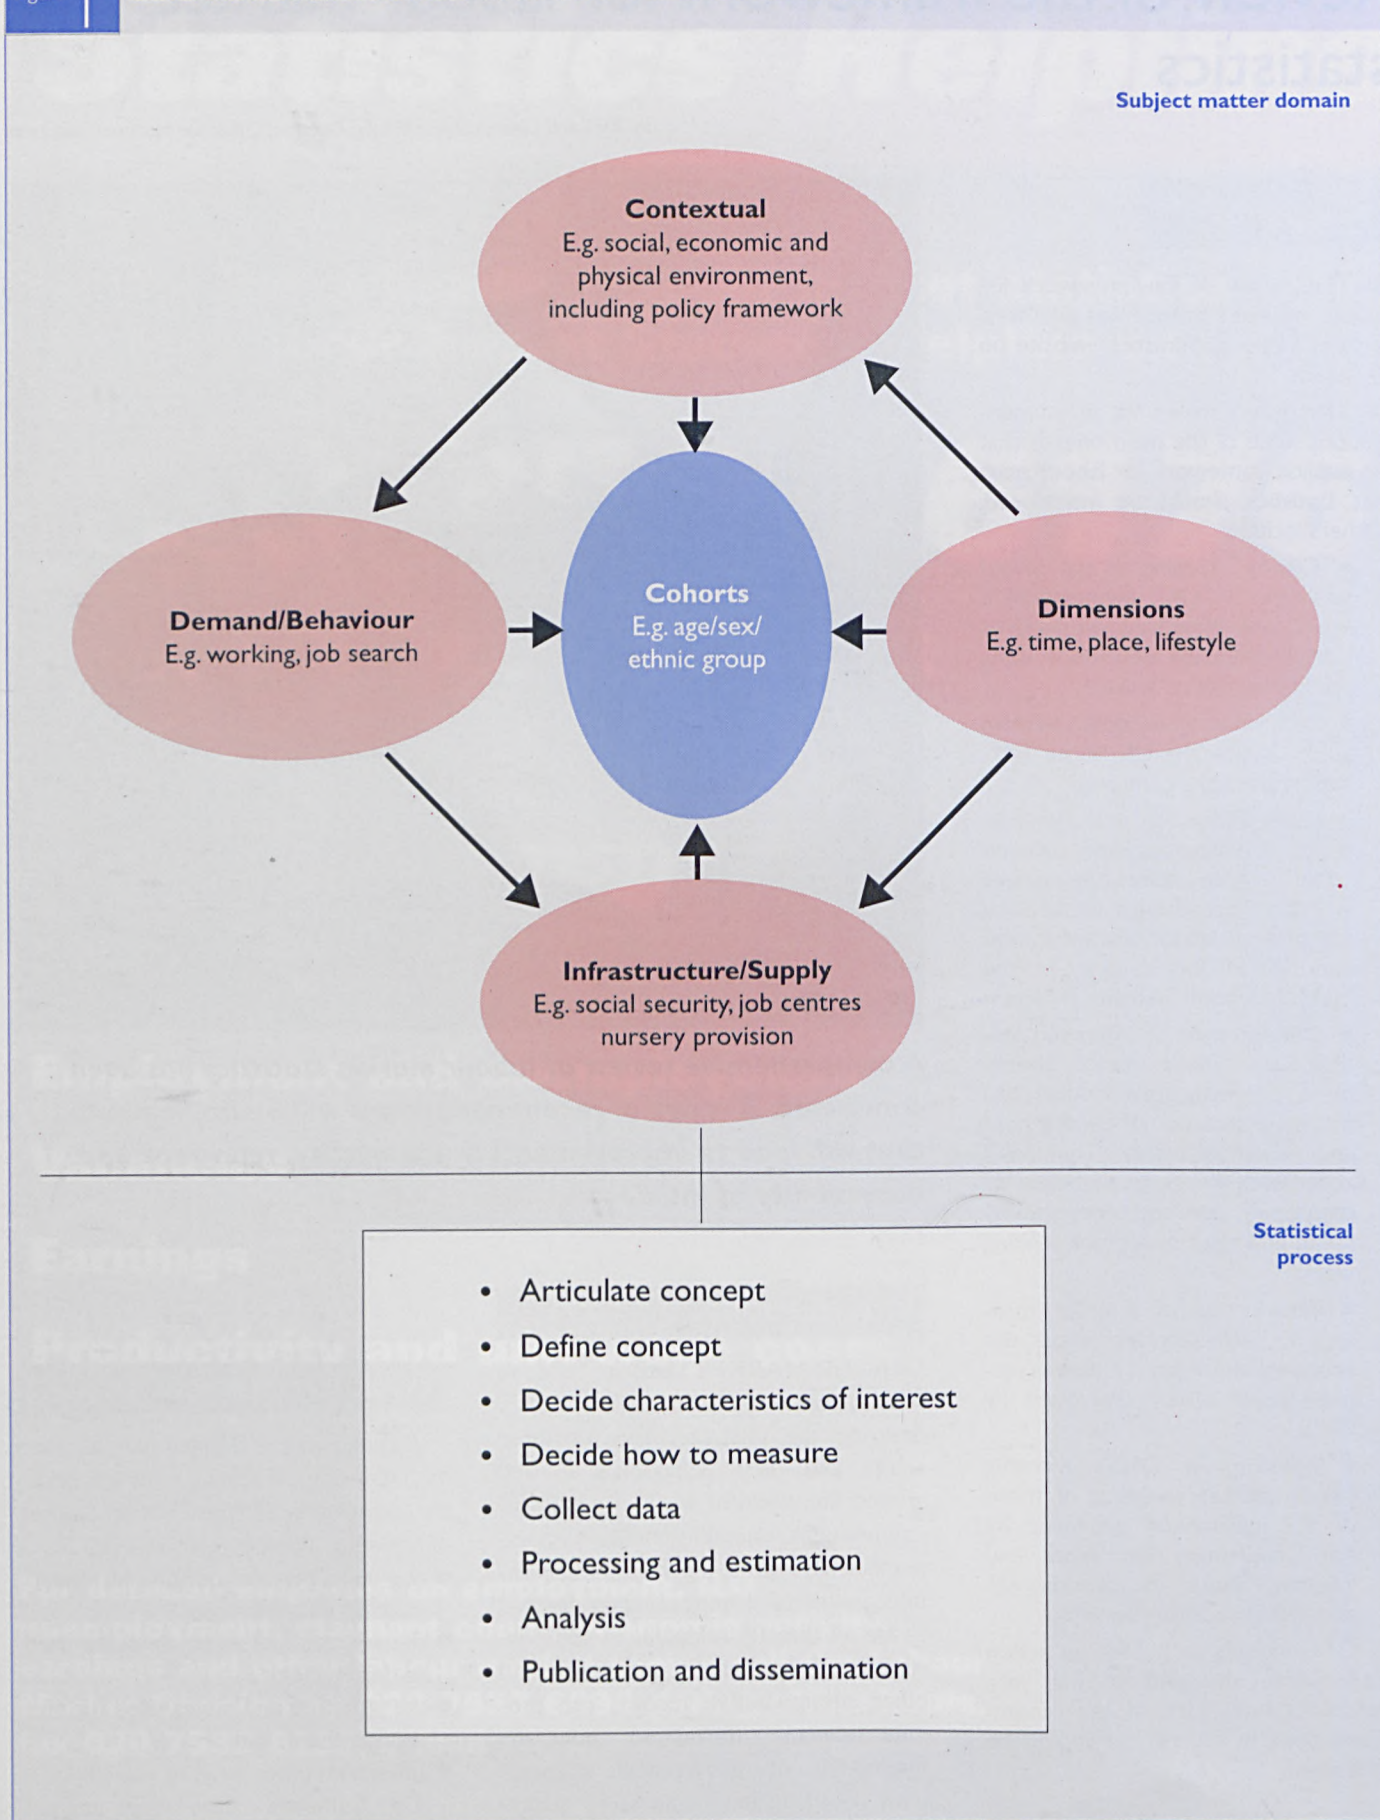 Subject matter domain
Contextual
E.g. social, economic and
physical environment,
including policy framework
Demand/Behaviour
E.g. working, job search
Cohorts
E.g. age/sex/
ethnic group
Dimensions
E.g. time, place, lifestyle
Infrastructure/Supply
E.g. social security, job centres
nursery provision
Statistical
process
• Articulate concept
• Define concept
• Decide characteristics of interest
• Decide how to measure
• Collect data
• Processing and estimation
• Analysis
• Publication and dissemination